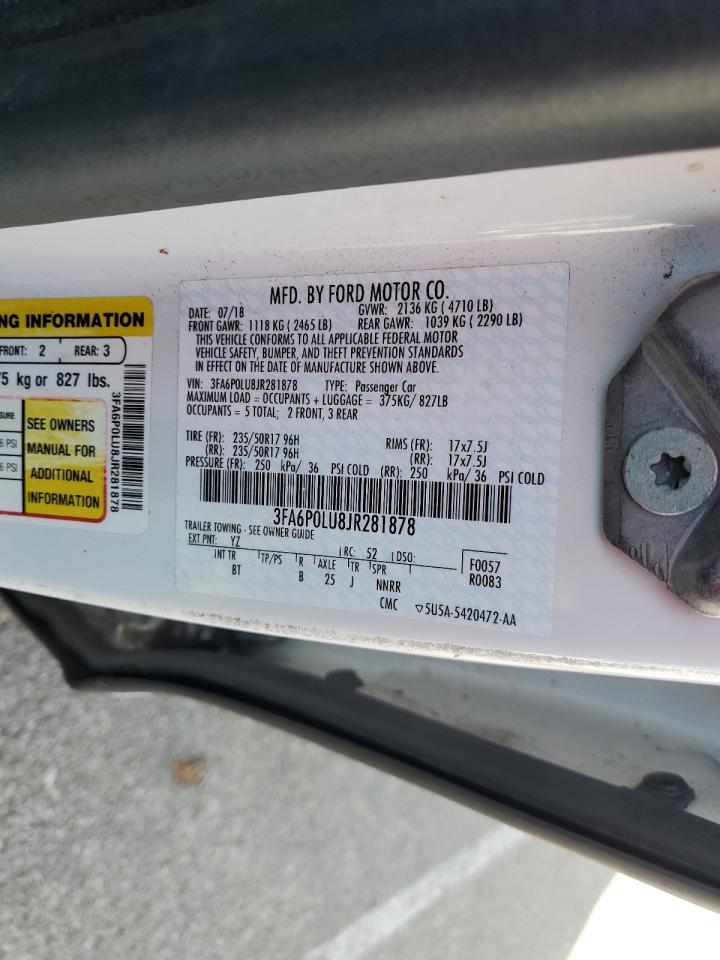 NG INFORMATION
FRONT: 2 REAR: 3
75 kg or 827 lbs.
SURE
6 PSI
6 PSI
SEE OWNERS
MANUAL FOR
ADDITIONAL
INFORMATION
3FA6P0LU8JR281878
MFD. BY FORD MOTOR CO.
DATE: 07/18 GVWR: 2136 KG ( 4710 LB)
FRONT GAWR: 1118 KG ( 2465 LB) REAR GAWR: 1039 KG ( 2290 LB)
THIS VEHICLE CONFORMS TO ALL APPLICABLE FEDERAL MOTOR
VEHICLE SAFETY, BUMPER, AND THEFT PREVENTION STANDARDS
IN EFFECT ON THE DATE OF MANUFACTURE SHOWN ABOVE.
VIN: 3FA6P0LU8JR281878 TYPE: Passenger Car
MAXIMUM LOAD = OCCUPANTS + LUGGAGE = 375KG/ 827LB
OCCUPANTS = 5 TOTAL; 2 FRONT, 3 REAR
TIRE (FR): 235/50R17 96H RIMS (FR): 17x7.5J
(RR): 235/50R17 96H (RR): 17x7.5J
PRESSURE (FR): 250 kPa/ 36 PSI COLD (RR): 250 kPa/ 36 PSI COLD
3FA6P0LU8JR281878
TRAILER TOWING - SEE OWNER GUIDE
EXT PNT: YZ RC: 52 DSO: F0057
INT TR TP/PS R AXLE TR SPR R0083
BT B 25 J NNRR
CMC ▽5U5A-5420472-AA